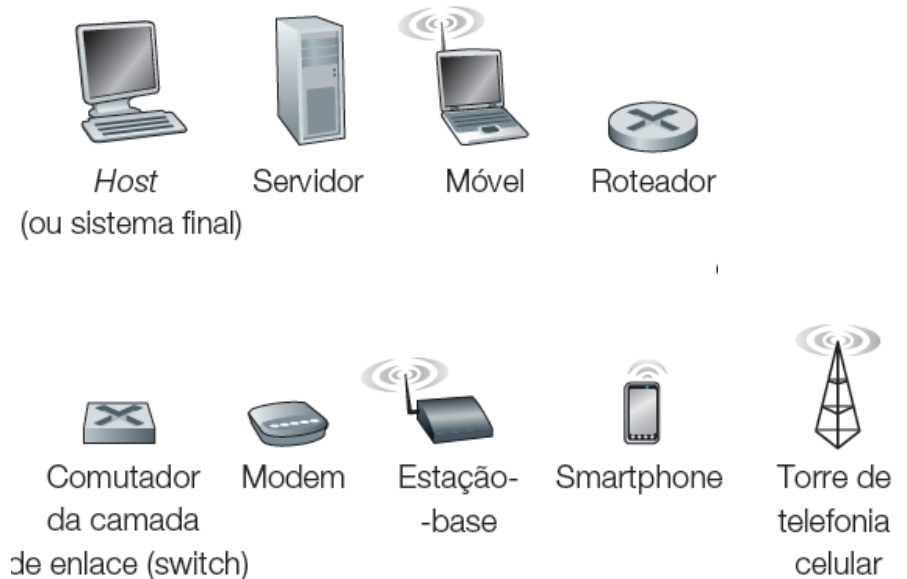 Host Servidor Móvel Roteador
(ou sistema final)
Comutador Modem Estação- Smartphone Torre de
da camada -base telefonia
de enlace (switch) celular